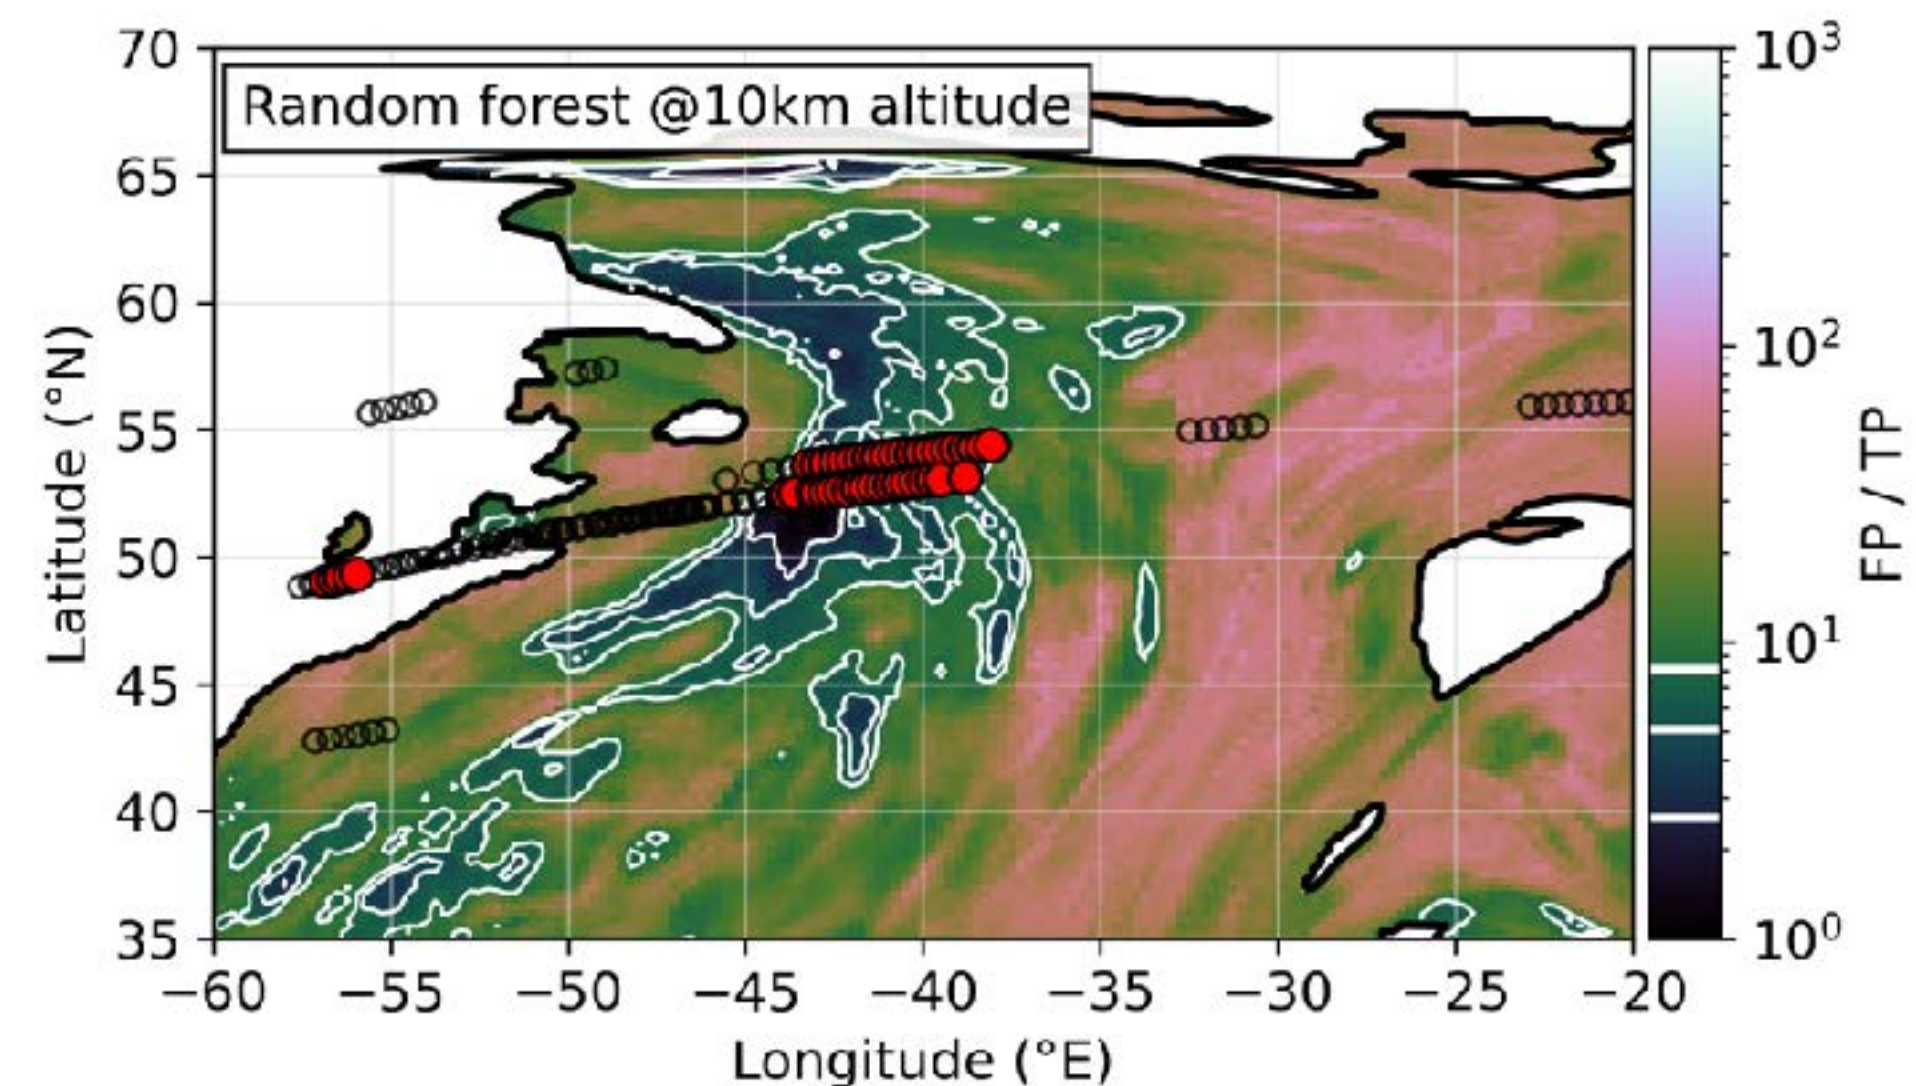 Random forest @10km altitude
70
65
60
55
50
45
40
35
Latitude (°N)
−60 −55 −50 −45 −40 −35 −30 −25 −20
Longitude (°E)
10³
10²
10¹
10⁰
FP / TP